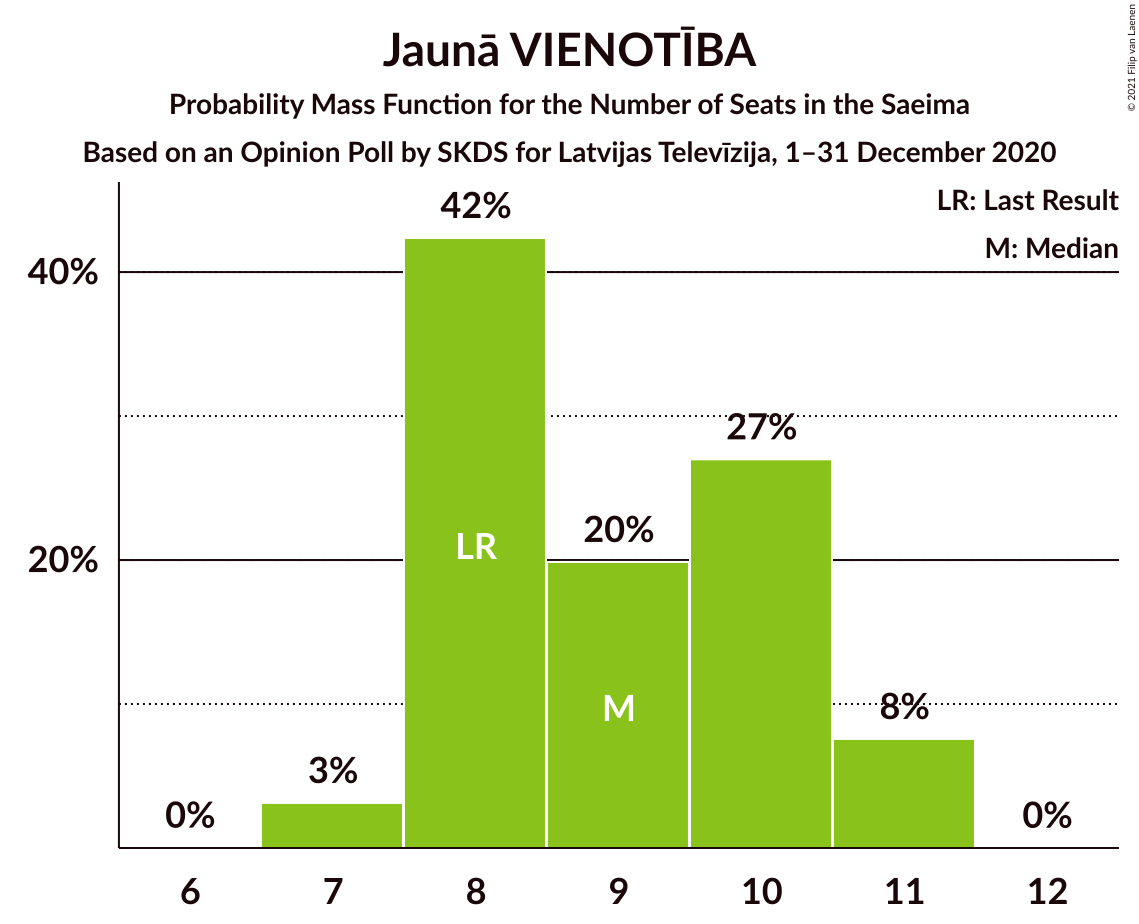 Jaunā VIENOTĪBA
Probability Mass Function for the Number of Seats in the Saeima
Based on an Opinion Poll by SKDS for Latvijas Televīzija, 1–31 December 2020
© 2021 Filip van Laenen
LR: Last Result
M: Median
40%
20%
0%
3%
42%
20%
27%
8%
0%
LR
M
6
7
8
9
10
11
12